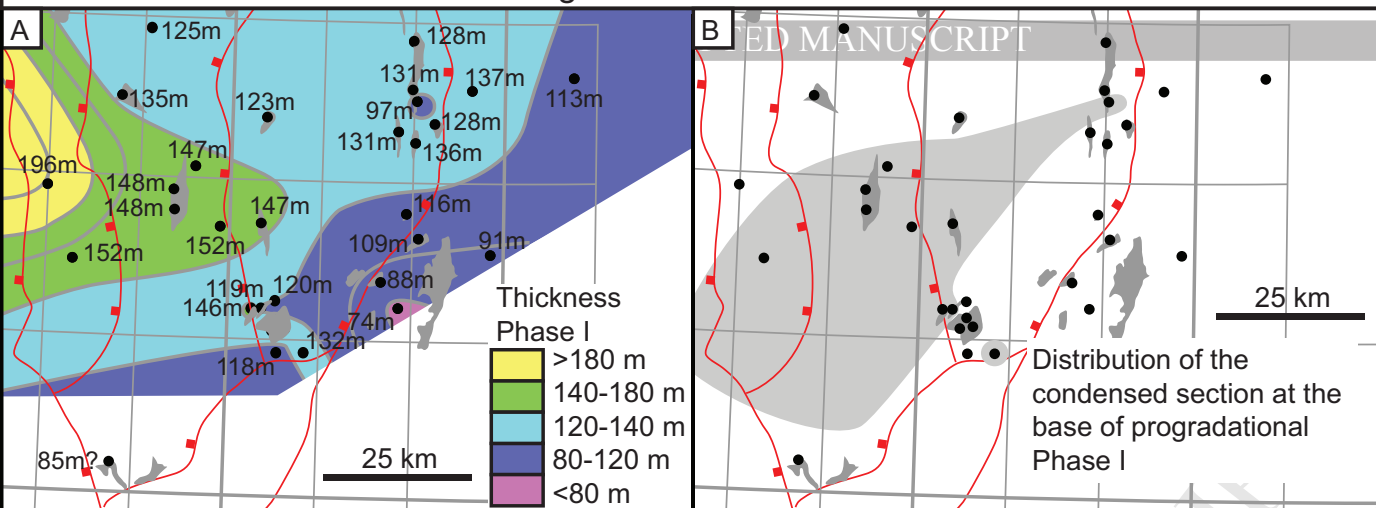 A
125m
128m
131m
137m
135m
123m
97m
113m
128m
131m
136m
147m
196m
148m
148m
147m
116m
152m
109m
152m
91m
88m
119m
120m
146m
74m
132m
118m
85m?
25 km
Thickness
Phase I
>180 m
140-180 m
120-140 m
80-120 m
<80 m
B
TED MANUSCRIPT
25 km
Distribution of the
condensed section at the
base of progradational
Phase I